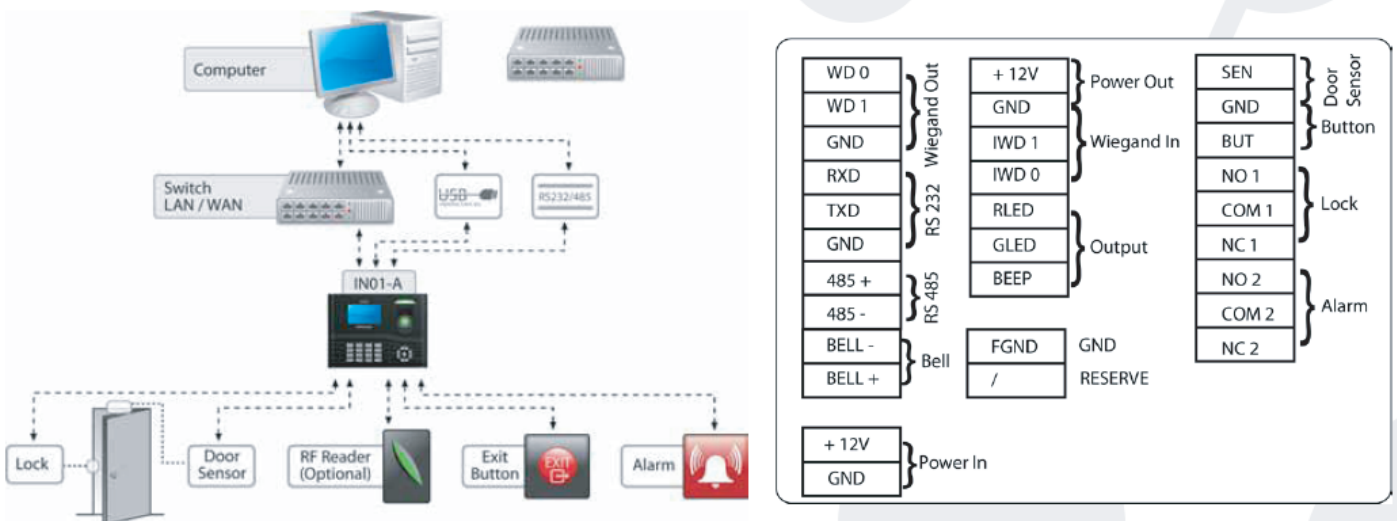 Computer
Switch
LAN / WAN
USB
RS232/485
IN01-A
Lock
Door
Sensor
RF Reader
(Optional)
Exit
Button
EXIT
Alarm
WD 0
WD 1
GND
Wiegand Out
RXD
TXD
GND
RS 232
485 +
485 -
RS 485
BELL -
BELL +
Bell
+ 12V
GND
Power In
+ 12V
GND
Power Out
IWD 1
IWD 0
Wiegand In
RLED
GLED
BEEP
Output
FGND GND
/ RESERVE
SEN
GND
BUT
Door
Sensor
Button
NO 1
COM 1
NC 1
Lock
NO 2
COM 2
NC 2
Alarm